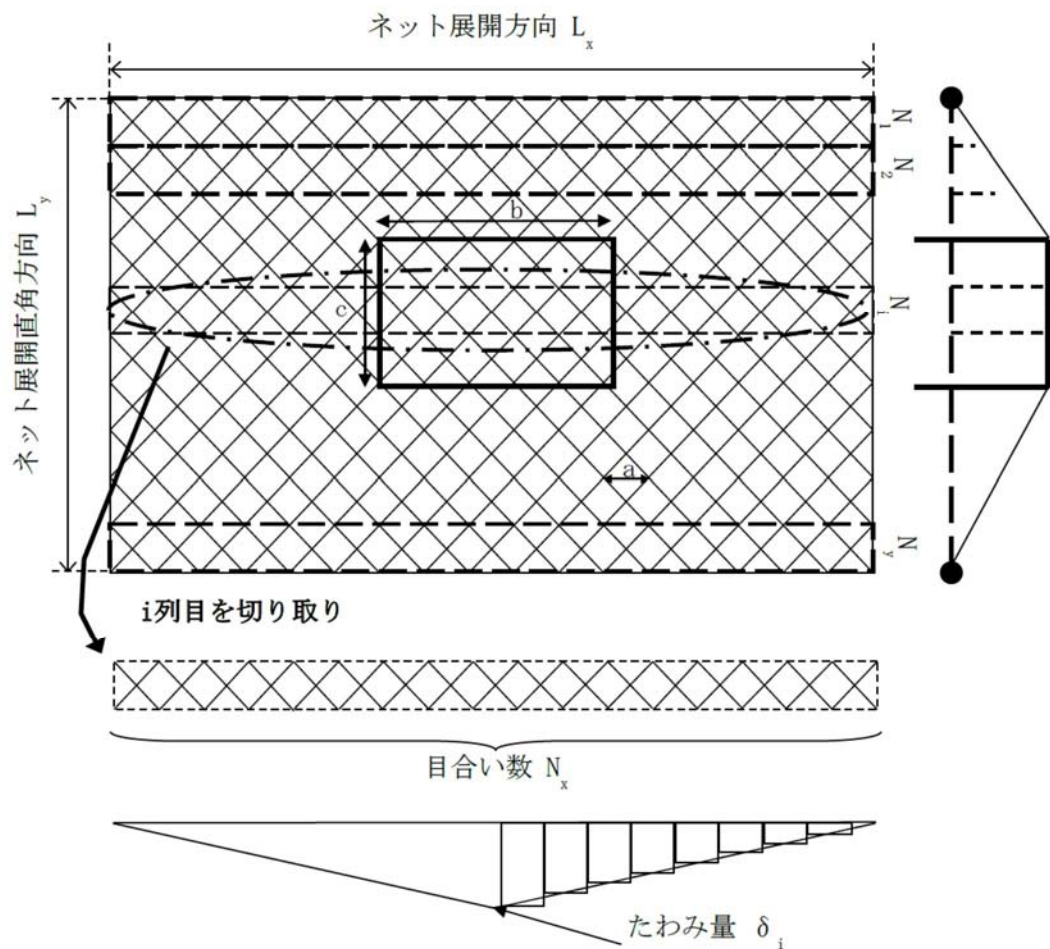 ネット展開方向 Lx
ネット展開直角方向 Ly
N1
N2
b
c
Ni
a
Ny
i列目を切り取り
目合い数 Nx
たわみ量 δi